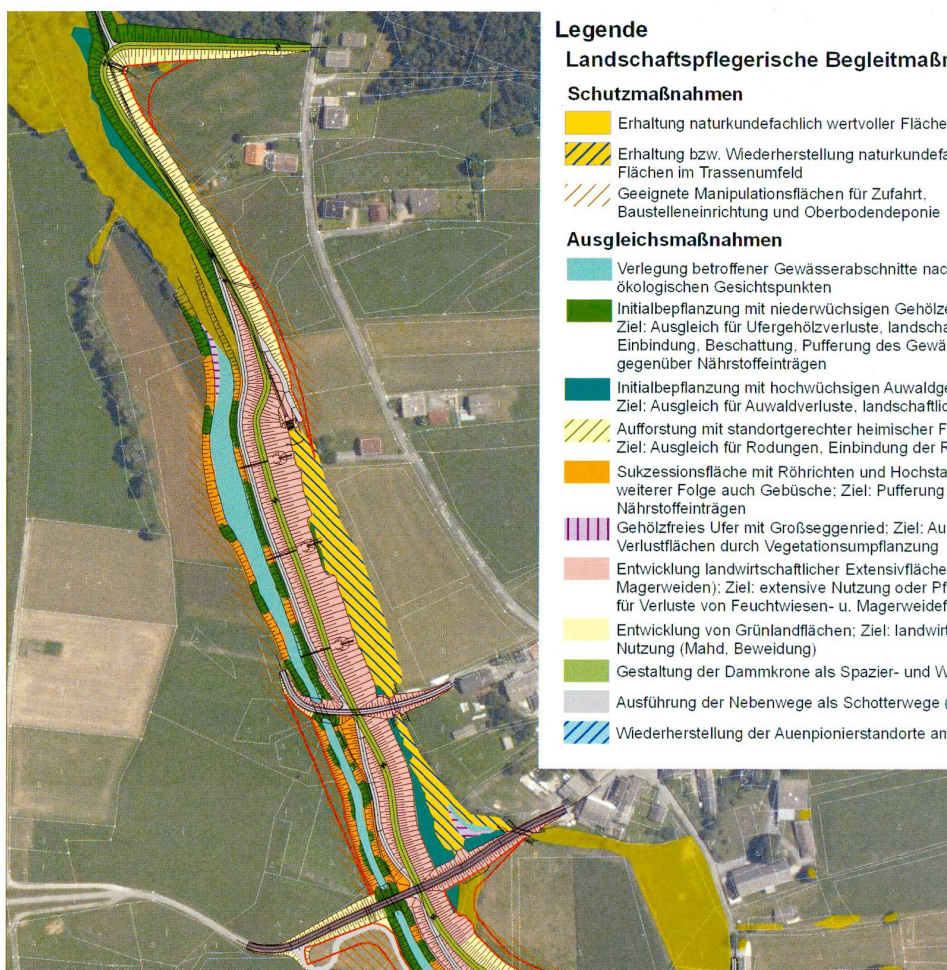 Legende
Landschaftspflegerische Begleitmaßn
Schutzmaßnahmen
Erhaltung naturkundefachlich wertvoller Fläche
Erhaltung bzw. Wiederherstellung naturkundefa
Flächen im Trassenumfeld
Geeignete Manipulationsflächen für Zufahrt,
Baustelleneinrichtung und Oberbodendeponie
Ausgleichsmaßnahmen
Verlegung betroffener Gewässerabschnitte nac
ökologischen Gesichtspunkten
Initialbepflanzung mit niederwüchsigen Gehölze
Ziel: Ausgleich für Ufergehölzverluste, landscha
Einbindung, Beschattung, Pufferung des Gewä
gegenüber Nährstoffeinträgen
Initialbepflanzung mit hochwüchsigen Auwaldge
Ziel: Ausgleich für Auwaldverluste, landschaftlic
Aufforstung mit standortgerechter heimischer F
Ziel: Ausgleich für Rodungen, Einbindung der R
Sukzessionsfläche mit Röhrichten und Hochsta
weiterer Folge auch Gebüsche; Ziel: Pufferung
Nährstoffeinträgen
Gehölzfreies Ufer mit Großseggenried; Ziel: Au
Verlustflächen durch Vegetationsumpflanzung
Entwicklung landwirtschaftlicher Extensivfläche
Magerweiden); Ziel: extensive Nutzung oder Pf
für Verluste von Feuchtwiesen- u. Magerweidef
Entwicklung von Grünlandflächen; Ziel: landwirt
Nutzung (Mahd, Beweidung)
Gestaltung der Dammkrone als Spazier- und W
Ausführung der Nebenwege als Schotterwege (
Wiederherstellung der Auenpionierstandorte am